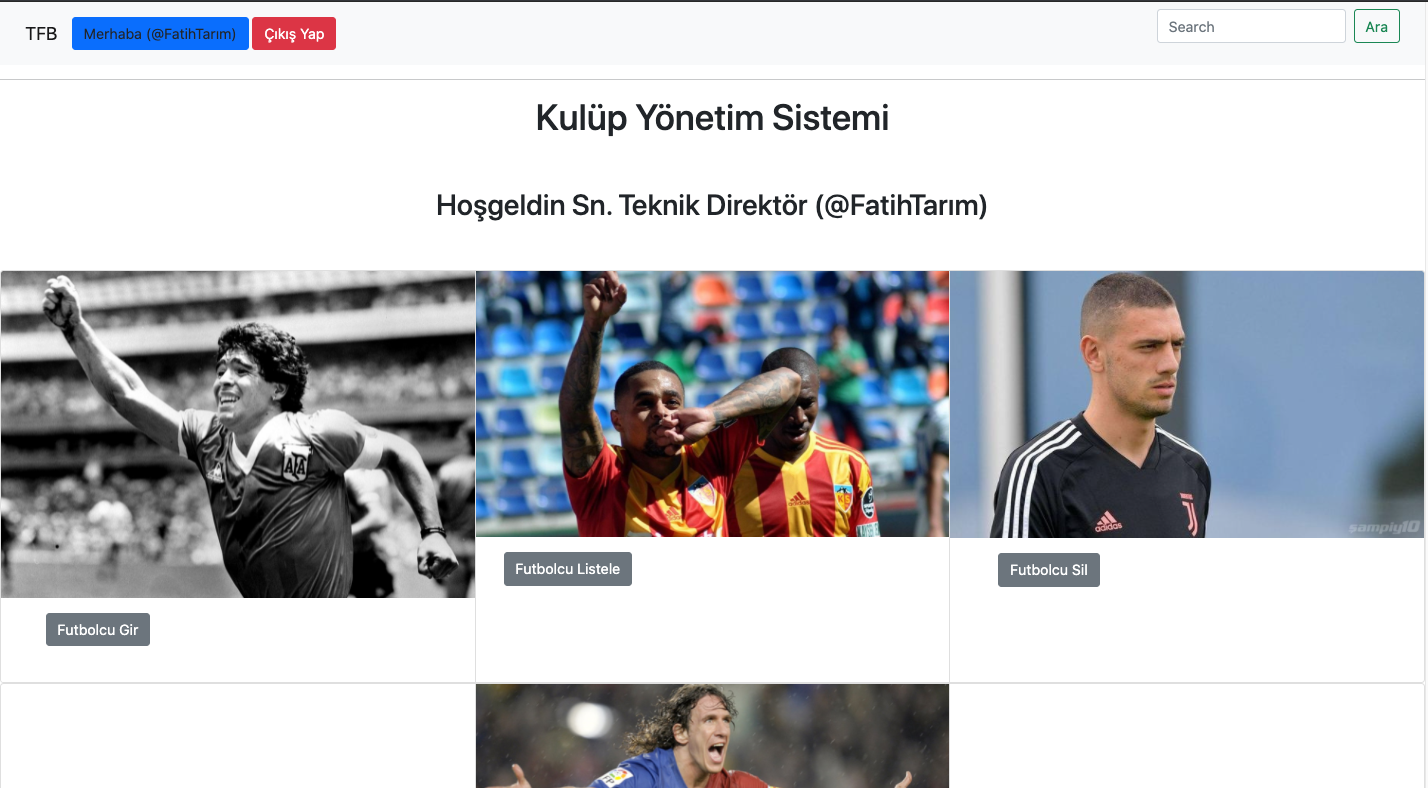 TFB Merhaba (@FatihTarım) Çıkış Yap Search Ara
Kulüp Yönetim Sistemi
Hoşgeldin Sn. Teknik Direktör (@FatihTarım)
AFA
adidas
sampiy10
Futbolcu Listele
Futbolcu Sil
Futbolcu Gir